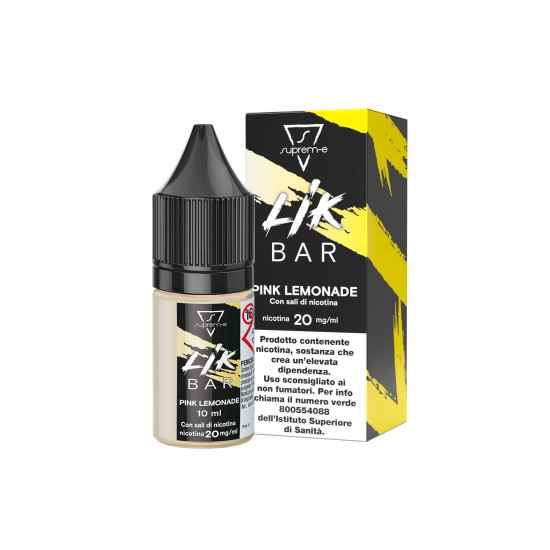 suprem-e
LIK
BAR
PINK LEMONADE
Con sali di nicotina
nicotina 20 mg/ml
Prodotto contenente
nicotina, sostanza che
crea un'elevata
dipendenza.
Uso sconsigliato ai
non fumatori. Per info
chiama il numero verde
800554088
dell'Istituto Superiore
di Sanità.
suprem-e
LIK
BAR
PINK LEMONADE
10 ml
Con sali di nicotina
nicotina 20 mg/ml